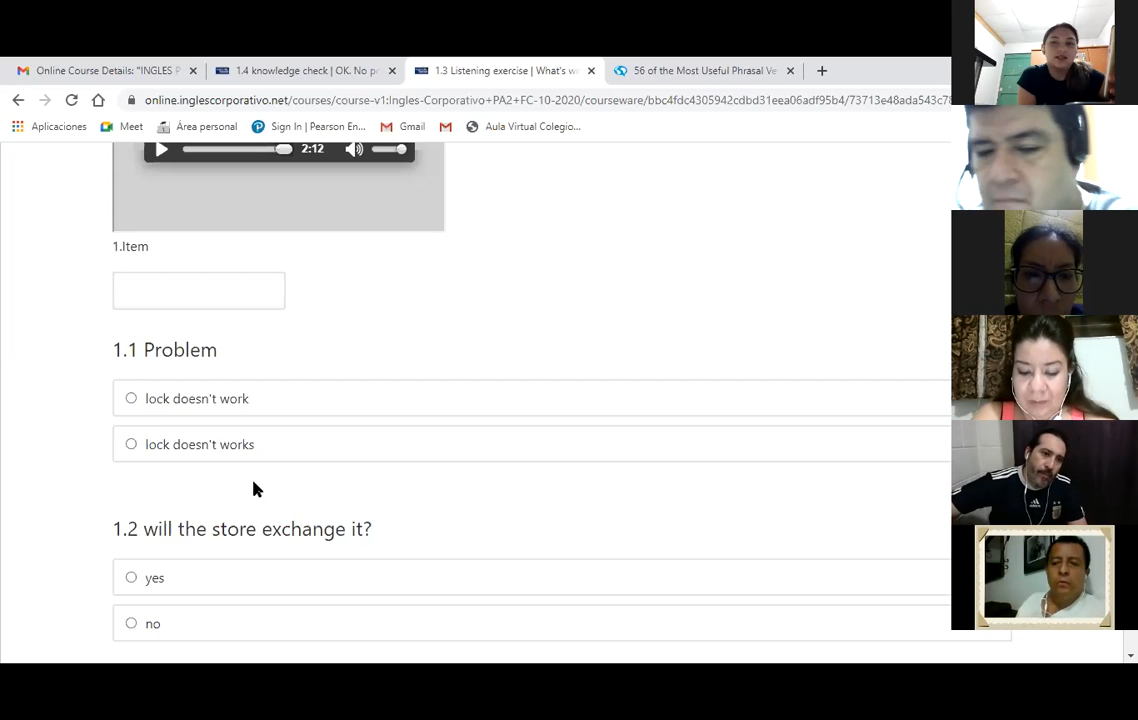 Online Course Details: "INGLES P
1.4 knowledge check | OK. No pr
1.3 Listening exercise | What's w
56 of the Most Useful Phrasal Ve
online.inglescorporativo.net/courses/course-v1:Ingles-Corporativo+PA2+FC-10-2020/courseware/bbc4fdc4305942cdbd31eea06adf95b4/73713e48ada543c78
Aplicaciones
Meet
Área personal
Sign In | Pearson En...
Gmail
Aula Virtual Colegio...
2:12
1.Item
1.1 Problem
lock doesn't work
lock doesn't works
1.2 will the store exchange it?
yes
no